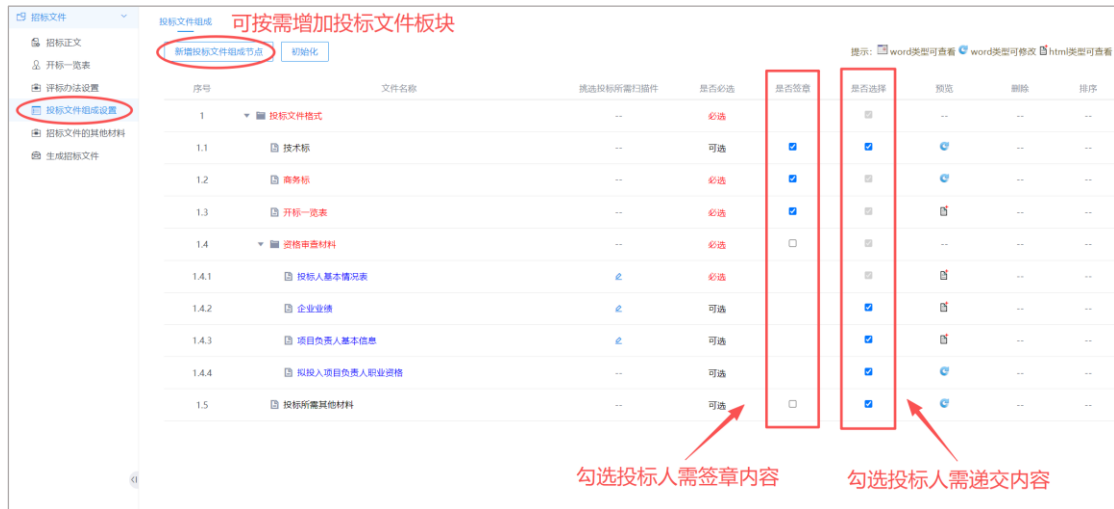 招标文件
招标正文
开标一览表
评标办法设置
投标文件组成设置
招标文件的其他材料
生成招标文件
投标文件组成
可按需增加投标文件板块
新增投标文件组成节点 初始化
提示: word类型可查看 word类型可修改 html类型可查看
序号 文件名称 挑选投标所需扫描件 是否必选 是否签章 是否选择 预览 删除 排序
1 投标文件格式 -- 必选 -- -- --
1.1 技术标 -- 可选 -- --
1.2 商务标 -- 必选 -- --
1.3 开标一览表 -- 必选 -- --
1.4 资格审查材料 -- 必选 -- -- --
1.4.1 投标人基本情况表 必选 -- --
1.4.2 企业业绩 可选 -- --
1.4.3 项目负责人基本信息 可选 -- --
1.4.4 拟投入项目负责人职业资格 -- 可选 -- --
1.5 投标所需其他材料 -- 可选 -- --
勾选投标人需签章内容
勾选投标人需递交内容